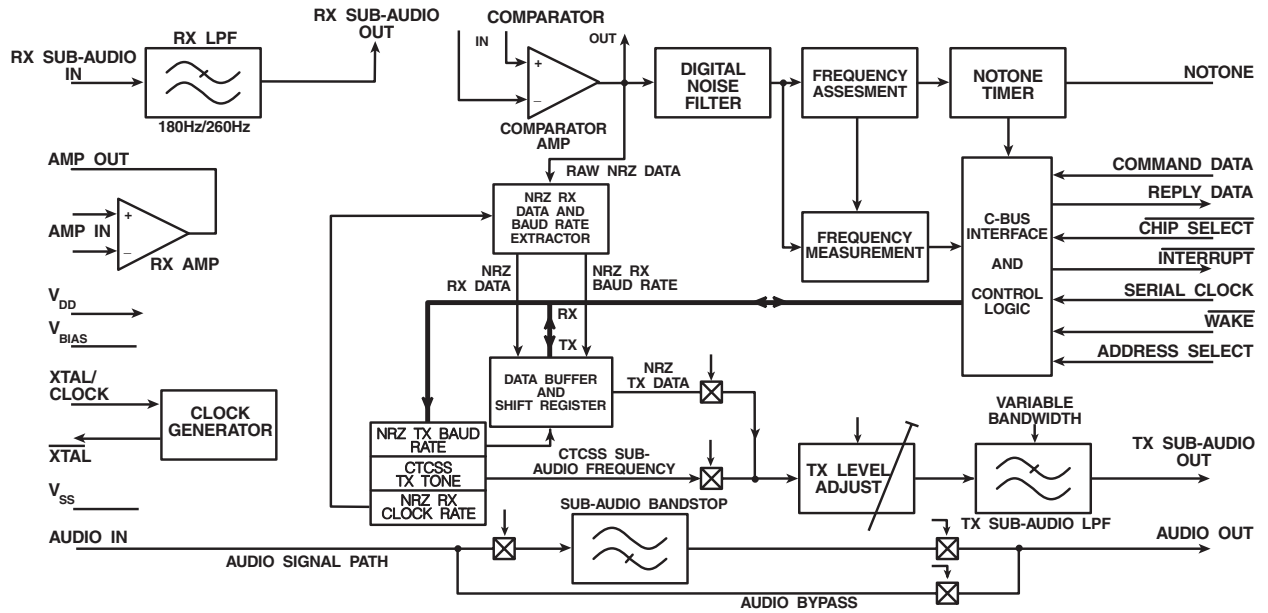 RX SUB-AUDIO
IN
RX LPF
180Hz/260Hz
RX SUB-AUDIO
OUT
COMPARATOR
IN
OUT
+
–
COMPARATOR
AMP
DIGITAL
NOISE
FILTER
FREQUENCY
ASSESMENT
NOTONE
TIMER
NOTONE
AMP OUT
AMP IN
+
–
RX AMP
RAW NRZ DATA
NRZ RX
DATA AND
BAUD RATE
EXTRACTOR
FREQUENCY
MEASUREMENT
C-BUS
INTERFACE
AND
CONTROL
LOGIC
COMMAND DATA
REPLY DATA
CHIP SELECT
INTERRUPT
SERIAL CLOCK
WAKE
ADDRESS SELECT
NRZ
RX DATA
NRZ RX
BAUD RATE
RX
TX
VDD
VBIAS
XTAL/
CLOCK
XTAL
CLOCK
GENERATOR
VSS
DATA BUFFER
AND
SHIFT REGISTER
NRZ
TX DATA
NRZ TX BAUD
RATE
CTCSS
TX TONE
NRZ RX
CLOCK RATE
CTCSS SUB-
AUDIO FREQUENCY
TX LEVEL
ADJUST
VARIABLE
BANDWIDTH
TX SUB-AUDIO LPF
TX SUB-AUDIO
OUT
SUB-AUDIO BANDSTOP
AUDIO IN
AUDIO SIGNAL PATH
AUDIO BYPASS
AUDIO OUT